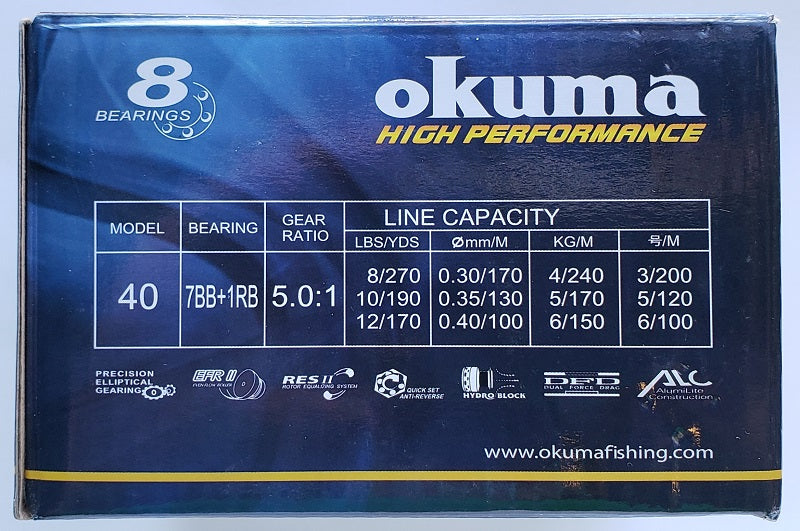 8
BEARINGS
okuma
HIGH PERFORMANCE
MODEL BEARING GEAR RATIO LINE CAPACITY
LBS/YDS Ømm/M KG/M 号/M
40 7BB+1RB 5.0:1
8/270 0.30/170 4/240 3/200
10/190 0.35/130 5/170 5/120
12/170 0.40/100 6/150 6/100
PRECISION
ELLIPTICAL
GEARING
EFR II
EVEN FLOW ROLLER
RES II
ROTOR EQUALIZING SYSTEM
QUICK SET
ANTI-REVERSE
HYDRO BLOCK
DFD
DUAL FORCE DRAG
ALC
AlumiLite
Construction
www.okumafishing.com